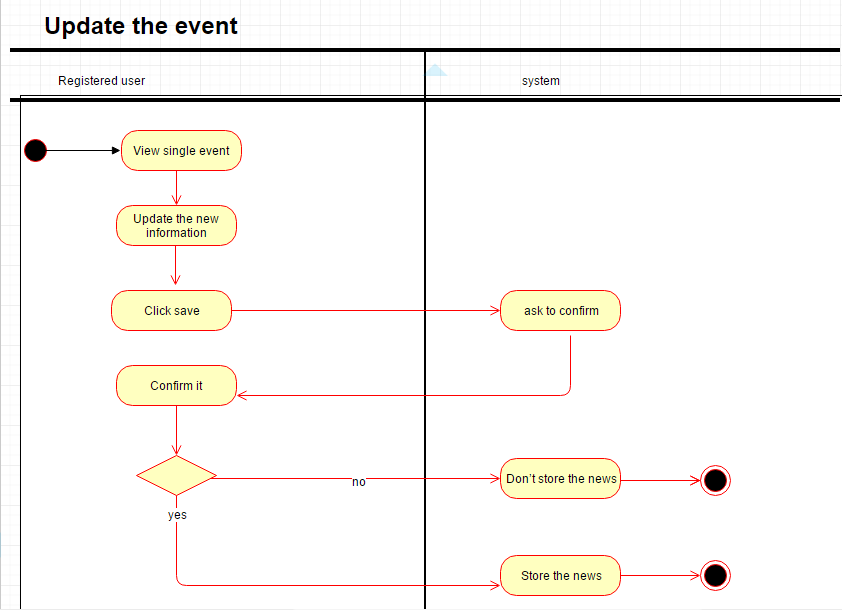 Update the event
Registered user
system
View single event
Update the new
information
Click save
ask to confirm
Confirm it
no
Don't store the news
yes
Store the news